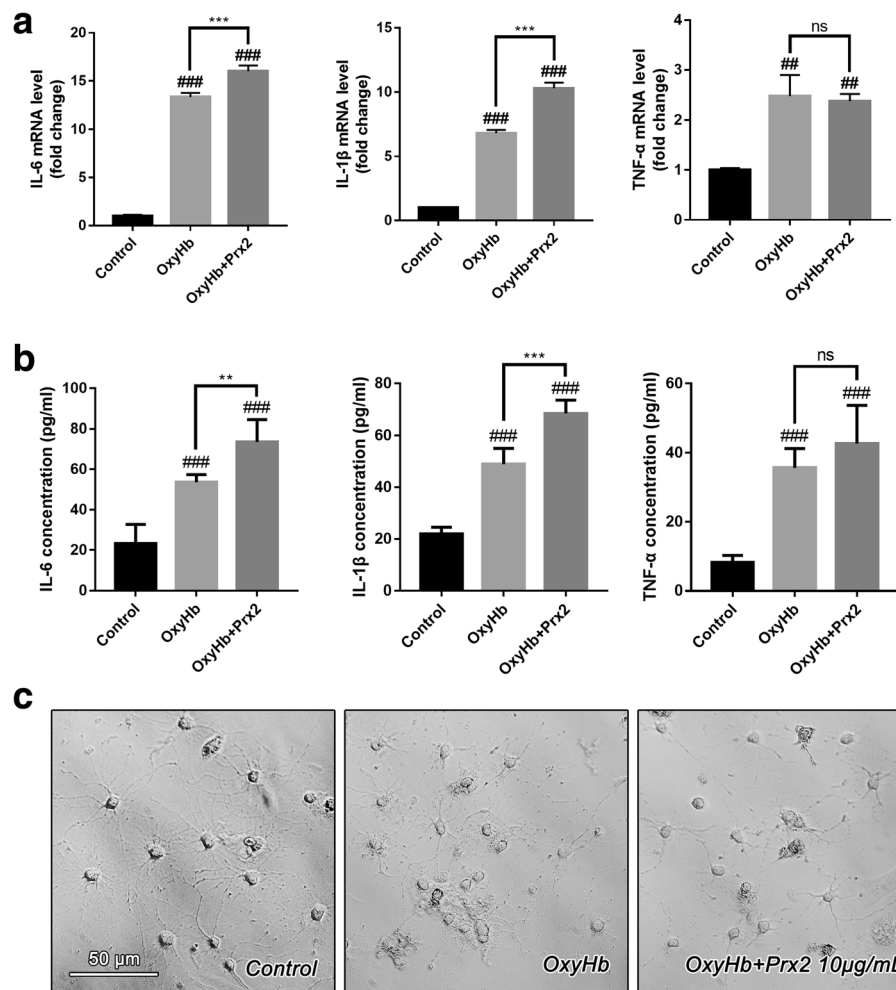 a
IL-6 mRNA level
(fold change)
20
15
10
5
0
###
###
***
Control
OxyHb
OxyHb+Prx2
IL-1β mRNA level
(fold change)
15
10
5
0
###
###
***
Control
OxyHb
OxyHb+Prx2
TNF-α mRNA level
(fold change)
4
3
2
1
0
##
##
ns
Control
OxyHb
OxyHb+Prx2
b
IL-6 concentration (pg/ml)
100
80
60
40
20
0
###
###
**
Control
OxyHb
OxyHb+Prx2
IL-1β concentration (pg/ml)
80
60
40
20
0
###
###
***
Control
OxyHb
OxyHb+Prx2
TNF-α concentration (pg/ml)
60
40
20
0
###
###
ns
Control
OxyHb
OxyHb+Prx2
c
50 µm
Control
OxyHb
OxyHb+Prx2 10µg/mL